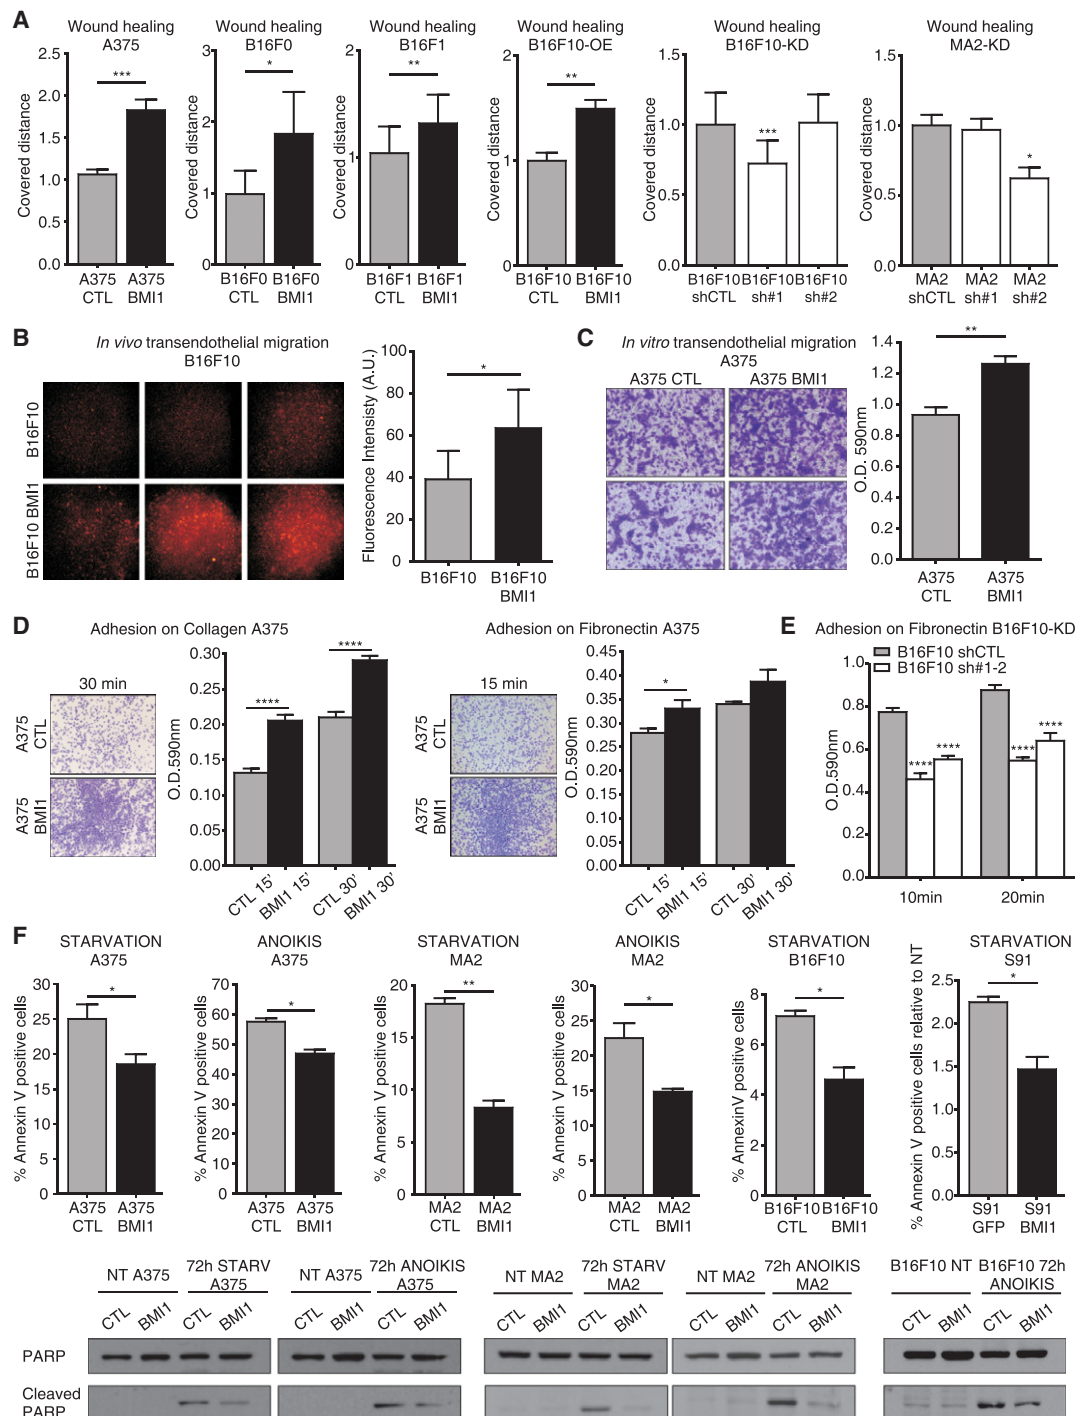 A
Wound healing
A375
Covered distance
2.5
2.0
1.5
1.0
0.5
0.0
***
A375
CTL
A375
BMI1
Wound healing
B16F0
Covered distance
3
2
1
0
*
B16F0
CTL
B16F0
BMI1
Wound healing
B16F1
Covered distance
2
1
0
**
B16F1
CTL
B16F1
BMI1
Wound healing
B16F10-OE
Covered distance
2
1
0
**
B16F10
CTL
B16F10
BMI1
Wound healing
B16F10-KD
Covered distance
1.5
1.0
0.5
0.0
***
B16F10
shCTL
B16F10
sh#1
B16F10
sh#2
Wound healing
MA2-KD
Covered distance
1.5
1.0
0.5
0.0
*
MA2
shCTL
MA2
sh#1
MA2
sh#2
B
In vivo transendothelial migration
B16F10
B16F10
B16F10 BMI1
Fluorescence Intensisty (A.U.)
100
80
60
40
20
0
*
B16F10
B16F10
BMI1
C
In vitro transendothelial migration
A375
A375 CTL
A375 BMI1
O.D. 590nm
1.4
1.2
1.0
0.8
0.6
0.4
0.2
0.0
**
A375
CTL
A375
BMI1
D
Adhesion on Collagen A375
30 min
A375
CTL
A375
BMI1
O.D.590nm
0.30
0.25
0.20
0.15
0.10
0.05
0.00
****
****
CTL 15'
BMI1 15'
CTL 30'
BMI1 30'
Adhesion on Fibronectin A375
15 min
A375
CTL
A375
BMI1
O.D.590nm
0.45
0.40
0.35
0.30
0.25
0.20
0.15
0.10
0.05
0.00
*
CTL 15'
BMI1 15'
CTL 30'
BMI1 30'
E
Adhesion on Fibronectin B16F10-KD
B16F10 shCTL
B16F10 sh#1-2
O.D.590nm
1.0
0.8
0.6
0.4
0.2
0.0
****
****
****
****
10min
20min
F
STARVATION
A375
% Annexin V positive cells
30
25
20
15
10
5
0
*
A375
CTL
A375
BMI1
ANOIKIS
A375
% Annexin V positive cells
70
60
50
40
30
20
10
0
*
A375
CTL
A375
BMI1
STARVATION
MA2
% Annexin V positive cells
20
15
10
5
0
**
MA2
CTL
MA2
BMI1
ANOIKIS
MA2
% Annexin V positive cells
30
25
20
15
10
5
0
*
MA2
CTL
MA2
BMI1
STARVATION
B16F10
% AnnexinV positive cells
8
6
4
2
0
*
B16F10
CTL
B16F10
BMI1
STARVATION
S91
% Annexin V positive cells relative to NT
2.5
2.0
1.5
1.0
0.5
0.0
*
S91
GFP
S91
BMI1
NT A375
72h STARV
A375
NT A375
72h ANOIKIS
A375
NT MA2
72h STARV
MA2
NT MA2
72h ANOIKIS
MA2
B16F10 NT
B16F10 72h
ANOIKIS
CTL BMI1 CTL BMI1 CTL BMI1 CTL BMI1 CTL BMI1 CTL BMI1 CTL BMI1 CTL BMI1 CTL BMI1 CTL BMI1
PARP
Cleaved
PARP